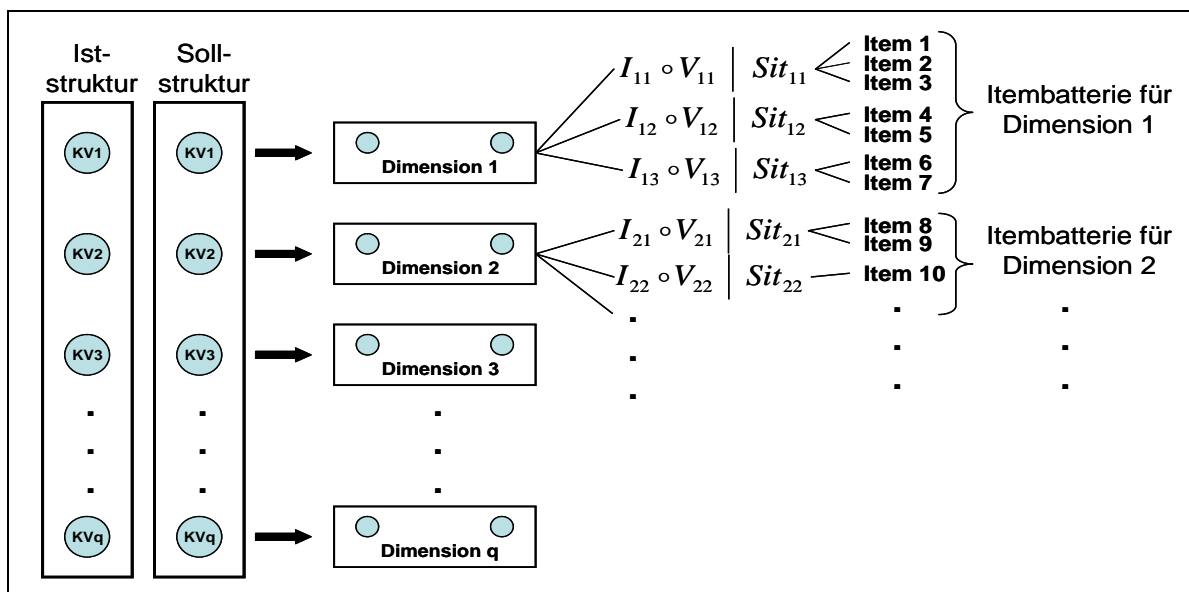 Ist-
struktur
Soll-
struktur
KV1
KV1
KV2
KV2
KV3
KV3
KVq
KVq
Dimension 1
Dimension 2
Dimension 3
Dimension q
I₁₁ ∘ V₁₁ | Sit₁₁
I₁₂ ∘ V₁₂ | Sit₁₂
I₁₃ ∘ V₁₃ | Sit₁₃
I₂₁ ∘ V₂₁ | Sit₂₁
I₂₂ ∘ V₂₂ | Sit₂₂
Item 1
Item 2
Item 3
Item 4
Item 5
Item 6
Item 7
Item 8
Item 9
Item 10
Itembatterie für
Dimension 1
Itembatterie für
Dimension 2